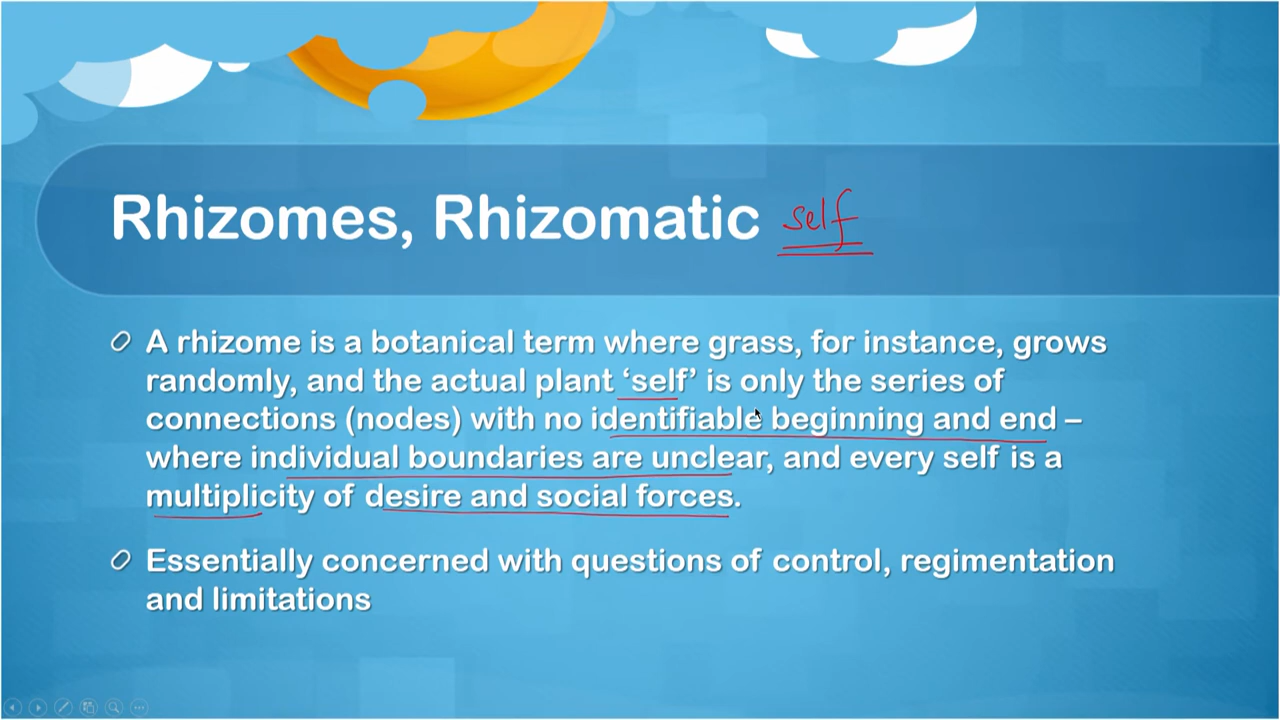 Rhizomes, Rhizomatic self
A rhizome is a botanical term where grass, for instance, grows
randomly, and the actual plant ‘self’ is only the series of
connections (nodes) with no identifiable beginning and end –
where individual boundaries are unclear, and every self is a
multiplicity of desire and social forces.
Essentially concerned with questions of control, regimentation
and limitations